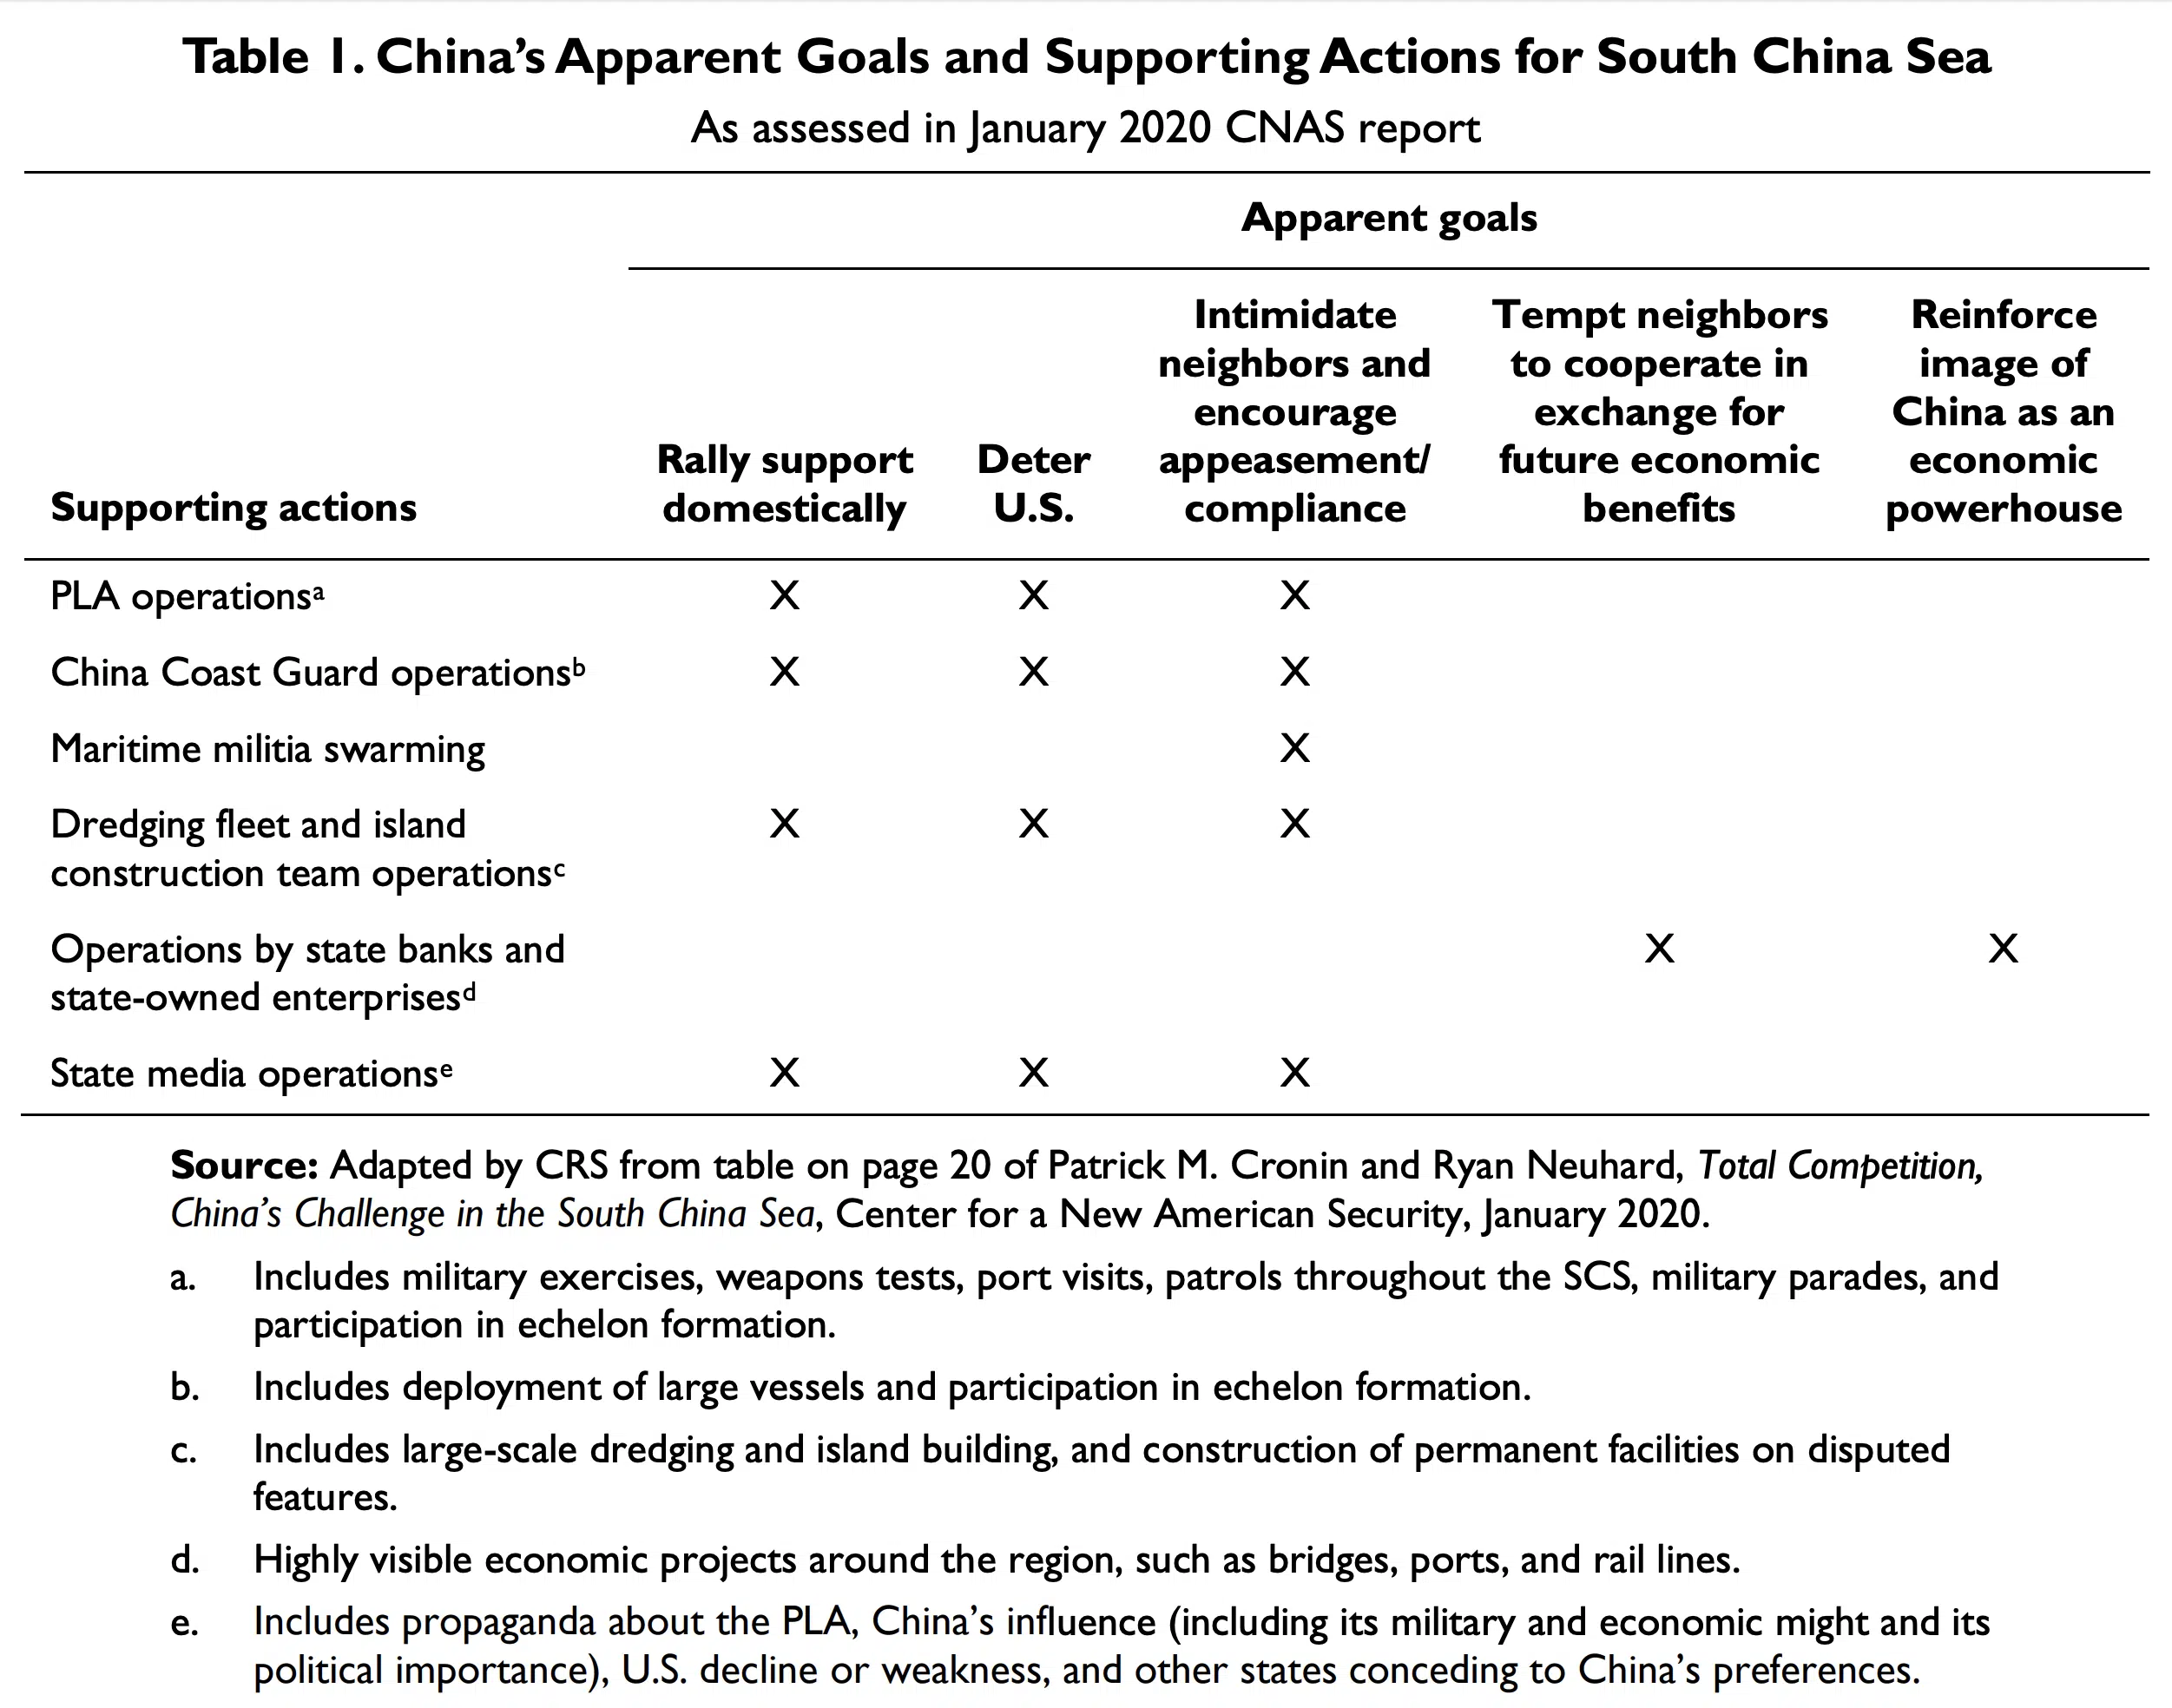 Table 1. China’s Apparent Goals and Supporting Actions for South China Sea
As assessed in January 2020 CNAS report
Apparent goals
Supporting actions
Rally support
domestically
Deter
U.S.
Intimidate
neighbors and
encourage
appeasement/
compliance
Tempt neighbors
to cooperate in
exchange for
future economic
benefits
Reinforce
image of
China as an
economic
powerhouse
PLA operationsᵃ X X X
China Coast Guard operationsᵇ X X X
Maritime militia swarming X
Dredging fleet and island X X X
construction team operationsᶜ
Operations by state banks and X X
state-owned enterprisesᵈ
State media operationsᵉ X X X
Source: Adapted by CRS from table on page 20 of Patrick M. Cronin and Ryan Neuhard, Total Competition,
China’s Challenge in the South China Sea, Center for a New American Security, January 2020.
a. Includes military exercises, weapons tests, port visits, patrols throughout the SCS, military parades, and
participation in echelon formation.
b. Includes deployment of large vessels and participation in echelon formation.
c. Includes large-scale dredging and island building, and construction of permanent facilities on disputed
features.
d. Highly visible economic projects around the region, such as bridges, ports, and rail lines.
e. Includes propaganda about the PLA, China’s influence (including its military and economic might and its
political importance), U.S. decline or weakness, and other states conceding to China’s preferences.